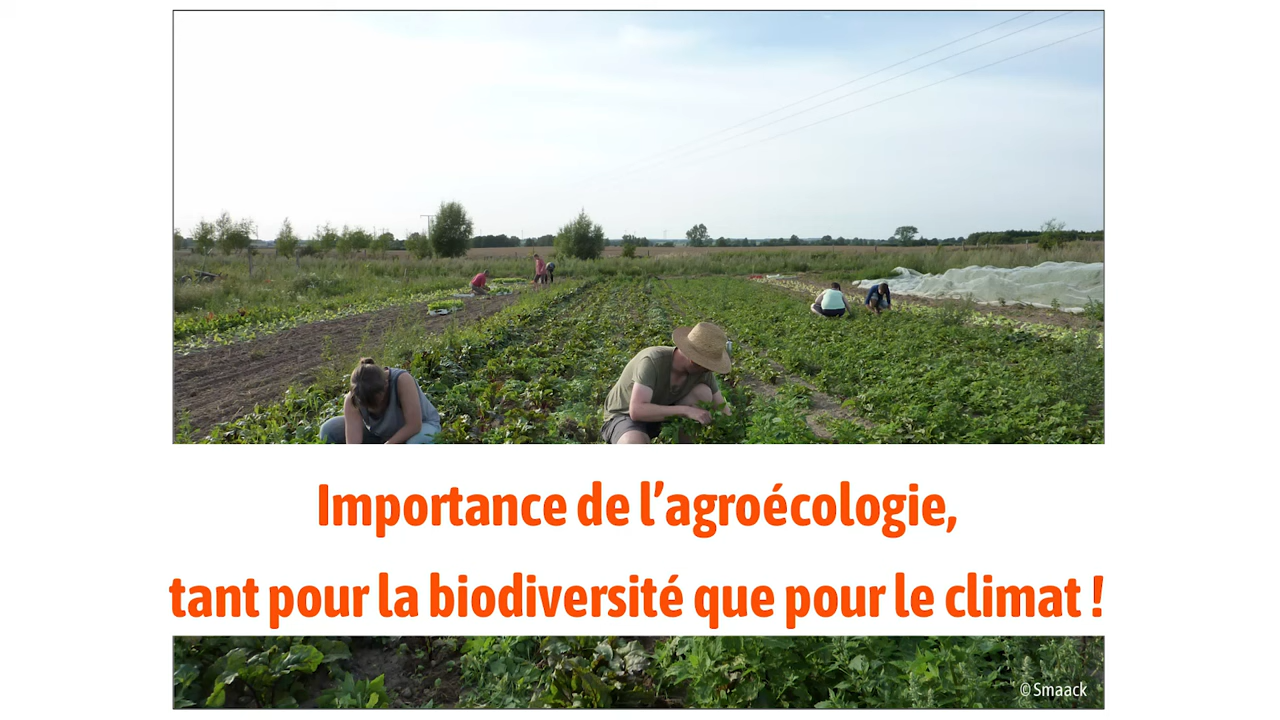 Importance de l’agroécologie,
tant pour la biodiversité que pour le climat !
© Smaack